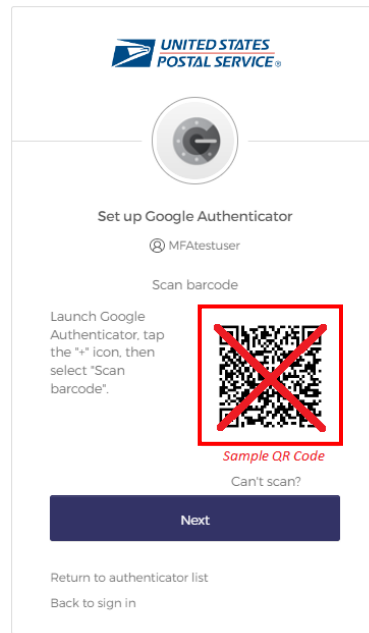 UNITED STATES
POSTAL SERVICE®
Set up Google Authenticator
MFAtestuser
Scan barcode
Launch Google
Authenticator, tap
the "+" icon, then
select "Scan
barcode".
Sample QR Code
Can't scan?
Next
Return to authenticator list
Back to sign in